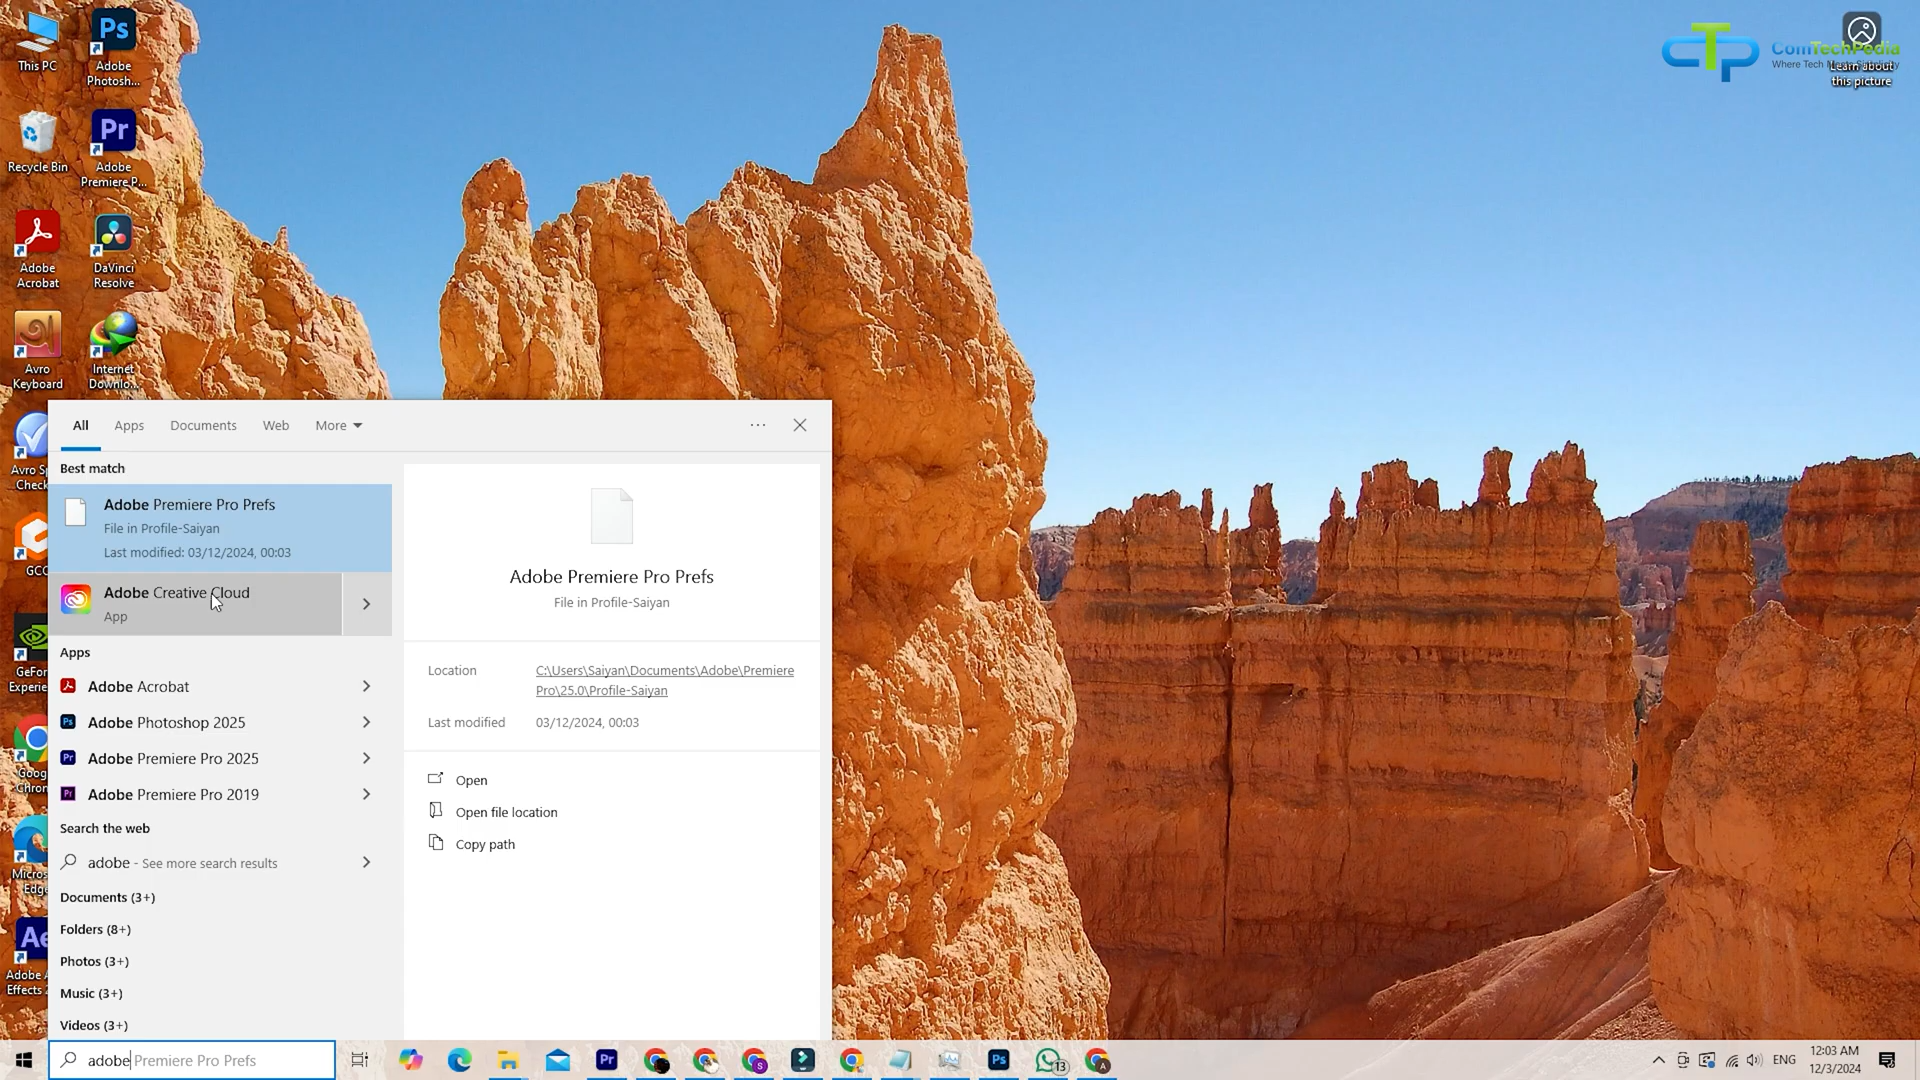 This PC
Adobe
Photosh...
Recycle Bin
Adobe
Premiere P...
Adobe
Acrobat
DaVinci
Resolve
Avro
Keyboard
Internet
Downlo...
Avro
Check
GCC
GeFor
Experie
Goog
Chron
Micros
Edge
Adobe
Effects
Ps
Pr
Ae
cTp
ComTechPedia
Where Tech
Learn about
this picture
All
Apps
Documents
Web
More
Best match
Adobe Premiere Pro Prefs
File in Profile-Saiyan
Last modified: 03/12/2024, 00:03
Adobe Creative Cloud
App
Apps
Adobe Acrobat
Adobe Photoshop 2025
Adobe Premiere Pro 2025
Adobe Premiere Pro 2019
Search the web
adobe - See more search results
Documents (3+)
Folders (8+)
Photos (3+)
Music (3+)
Videos (3+)
Adobe Premiere Pro Prefs
File in Profile-Saiyan
Location
C:\Users\Saiyan\Documents\Adobe\Premiere
Pro\25.0\Profile-Saiyan
Last modified
03/12/2024, 00:03
Open
Open file location
Copy path
adobe Premiere Pro Prefs
Pr
S
Ps
13
A
ENG
12:03 AM
12/3/2024